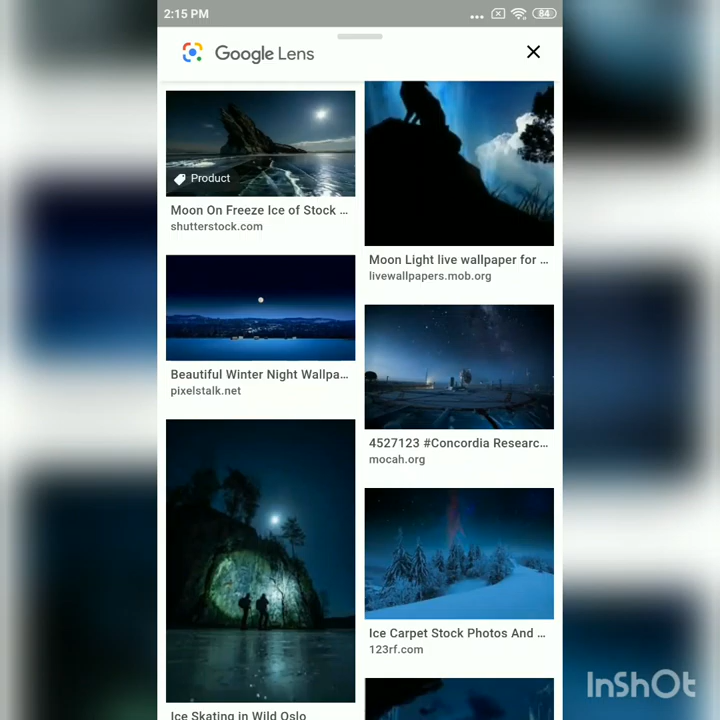 2:15 PM
84
Google Lens
Product
Moon On Freeze Ice of Stock ...
shutterstock.com
Beautiful Winter Night Wallpa...
pixelstalk.net
Ice Skating in Wild Oslo
Moon Light live wallpaper for ...
livewallpapers.mob.org
4527123 #Concordia Researc...
mocah.org
Ice Carpet Stock Photos And ...
123rf.com
InShOt